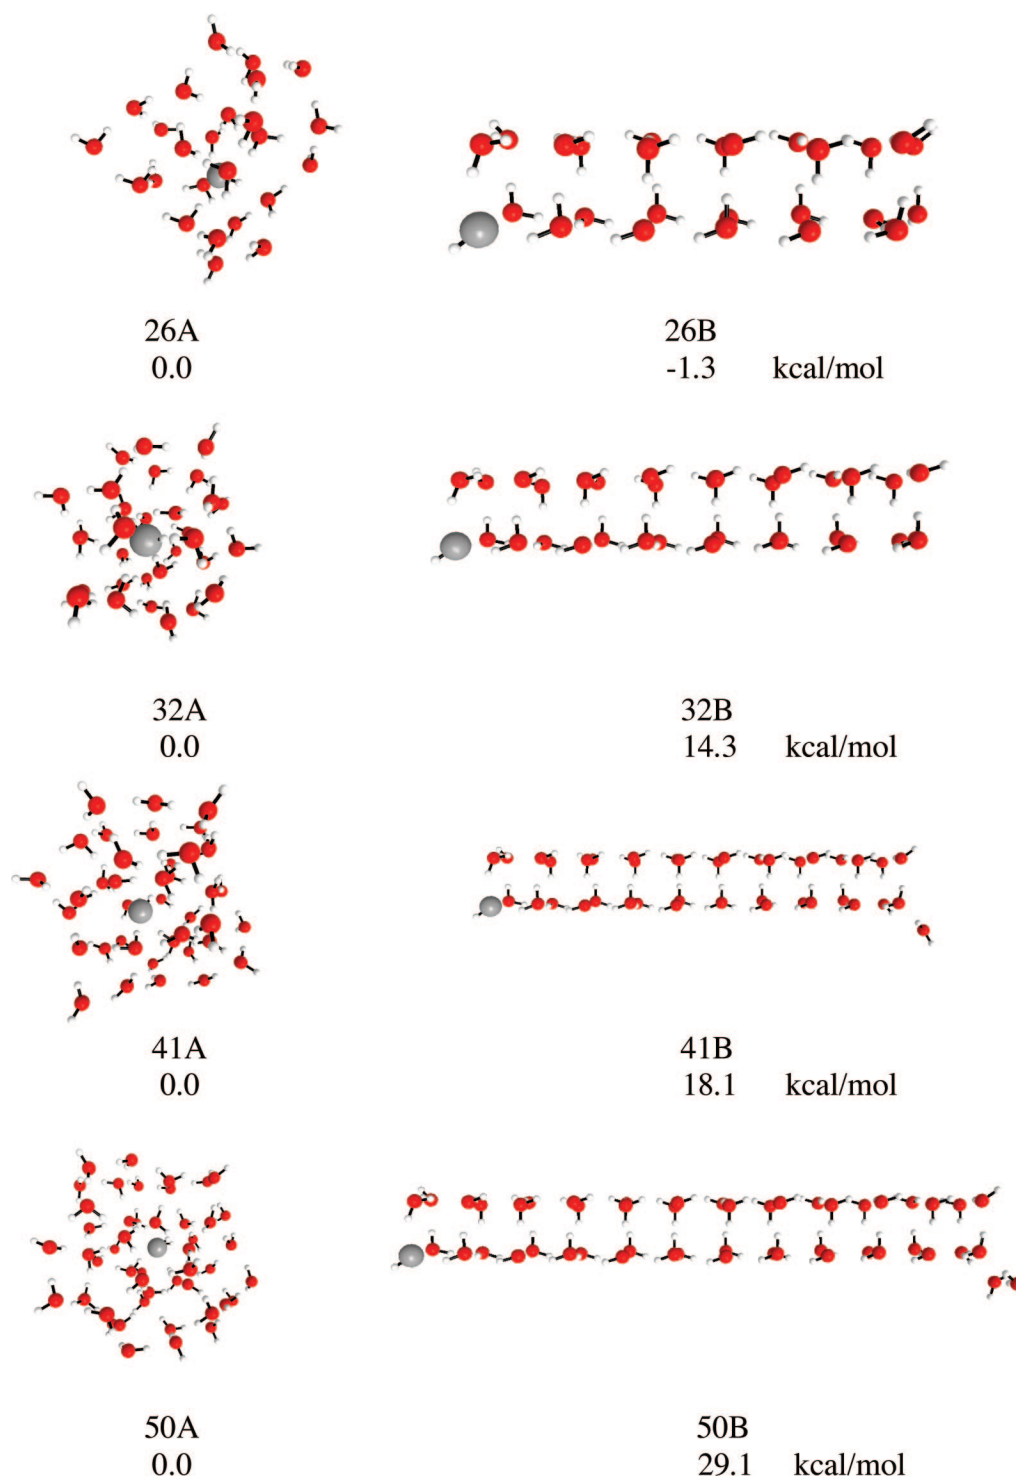 26A 26B
0.0 -1.3 kcal/mol
32A 32B
0.0 14.3 kcal/mol
41A 41B
0.0 18.1 kcal/mol
50A 50B
0.0 29.1 kcal/mol